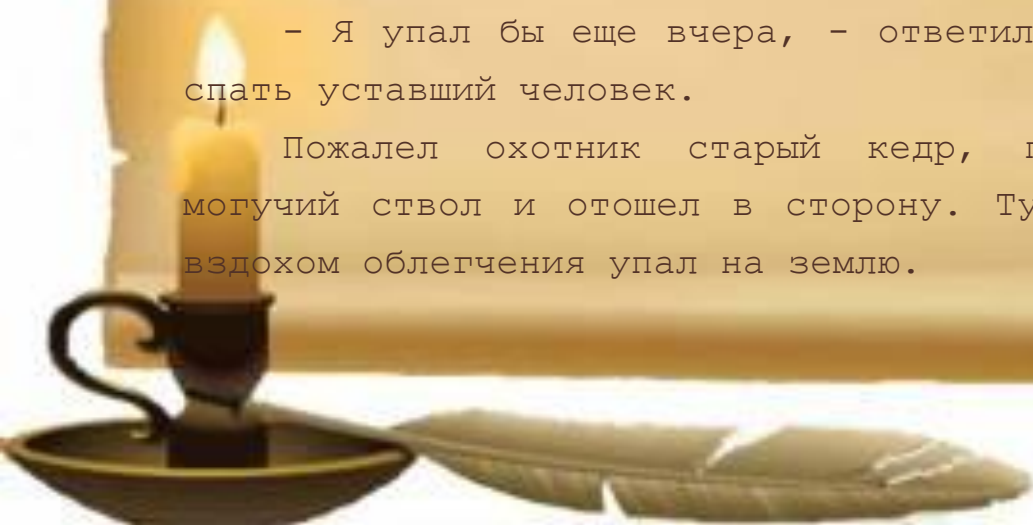 - Я упал бы еще вчера, - ответил
спать уставший человек.
Пожалел охотник старый кедр,
могучий ствол и отошел в сторону.
вздохом облегчения упал на землю.